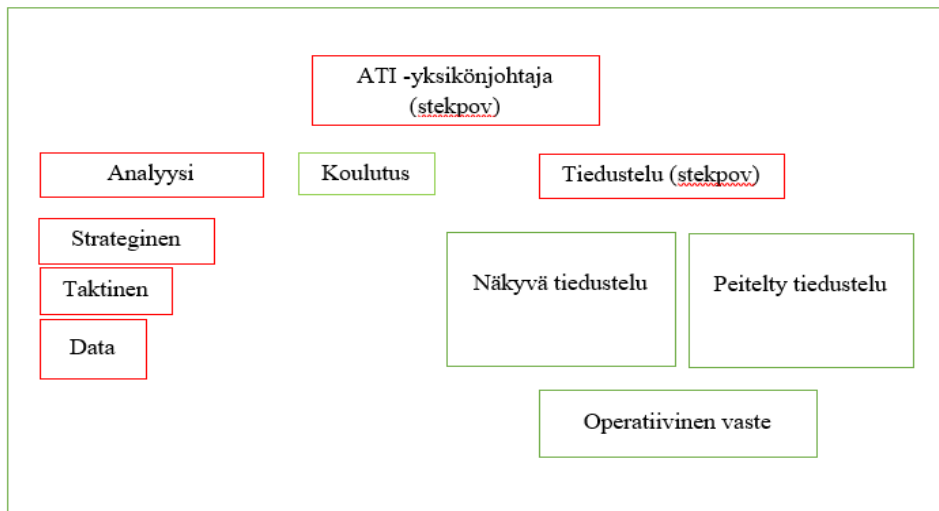 ATI -yksikönjohtaja
(stekpov)
Analyysi
Koulutus
Tiedustelu (stekpov)
Strateginen
Taktinen
Data
Näkyvä tiedustelu
Peitelty tiedustelu
Operatiivinen vaste